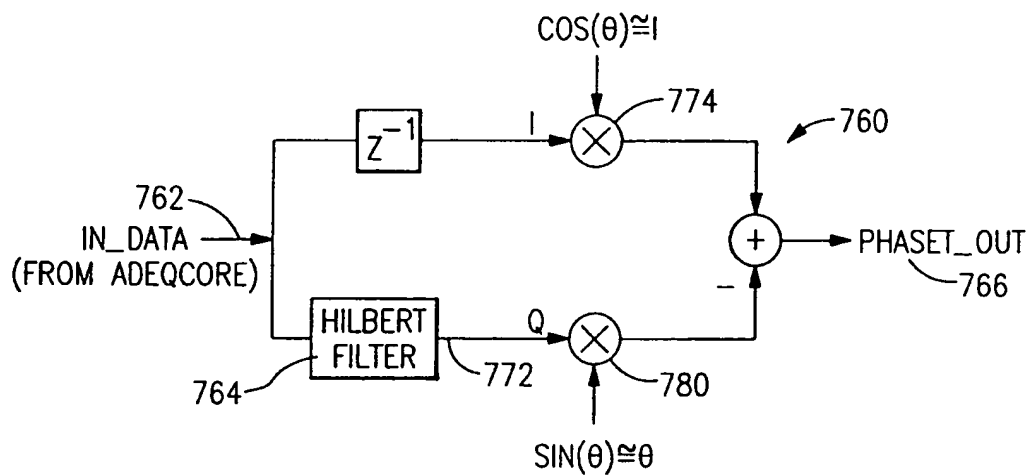 COS(θ)≅1
774
760
Z⁻¹
I
762
IN_DATA
(FROM ADEQCORE)
+
PHASET_OUT
766
−
HILBERT
FILTER
Q
764
772
780
SIN(θ)≅θ